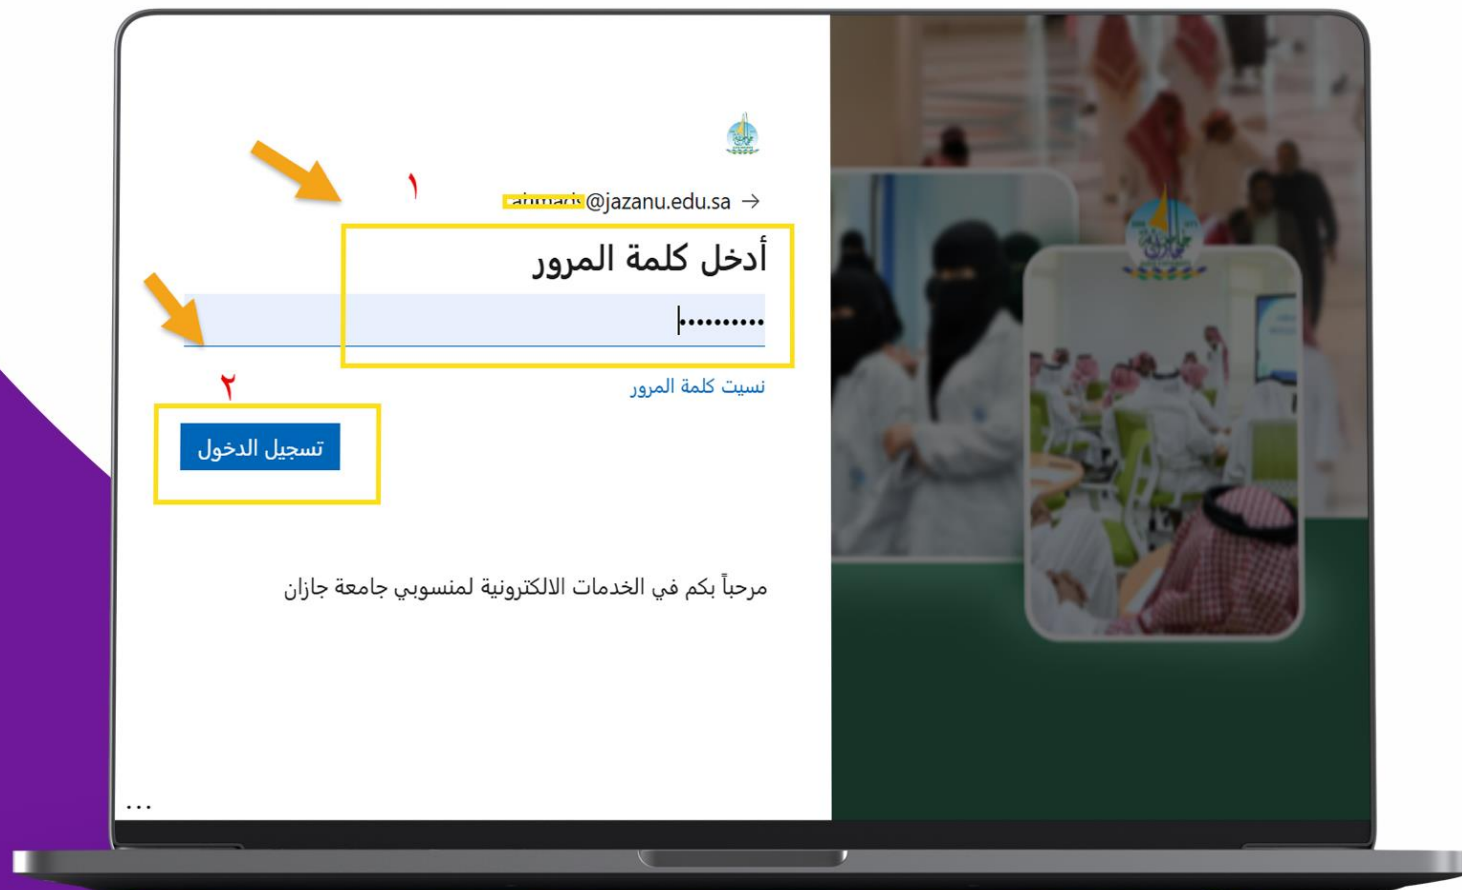 ١
@jazanu.edu.sa →
أدخل كلمة المرور
••••••••••
نسيت كلمة المرور
٢
تسجيل الدخول
مرحباً بكم في الخدمات الالكترونية لمنسوبي جامعة جازان
...